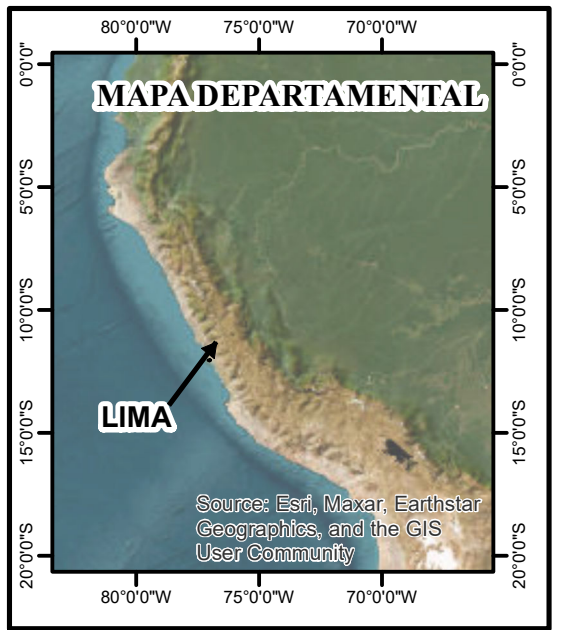 80°0'0"W 75°0'0"W 70°0'0"W
0°0'0" 0°0'0"
MAPA DEPARTAMENTAL
5°0'0"S 5°0'0"S
10°0'0"S 10°0'0"S
LIMA
15°0'0"S 15°0'0"S
Source: Esri, Maxar, Earthstar
Geographics, and the GIS
User Community
20°0'0"S 20°0'0"S
80°0'0"W 75°0'0"W 70°0'0"W